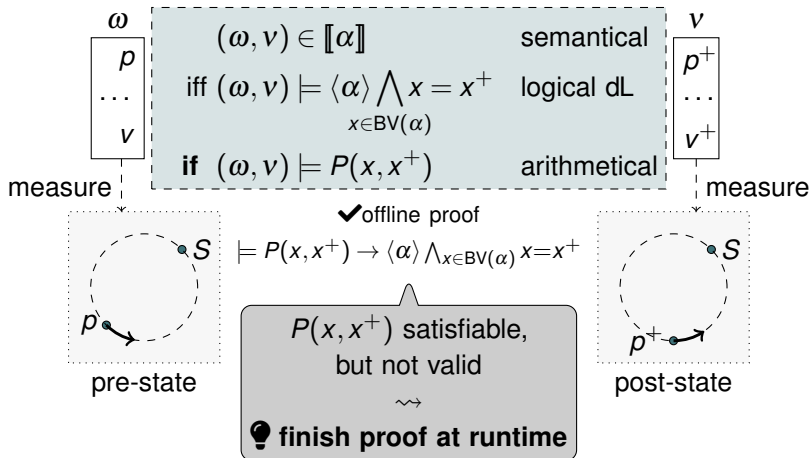 ω
p
...
v
(ω, ν) ∈ ⟦α⟧ semantical
iff (ω, ν) ⊨ ⟨α⟩ ⋀ x = x⁺ logical dL
x∈BV(α)
if (ω, ν) ⊨ P(x, x⁺) arithmetical
ν
p⁺
...
v⁺
measure
measure
✔offline proof
⊨ P(x, x⁺) → ⟨α⟩ ⋀x∈BV(α) x=x⁺
S
p
pre-state
P(x, x⁺) satisfiable,
but not valid
⇝
finish proof at runtime
S
p⁺
post-state